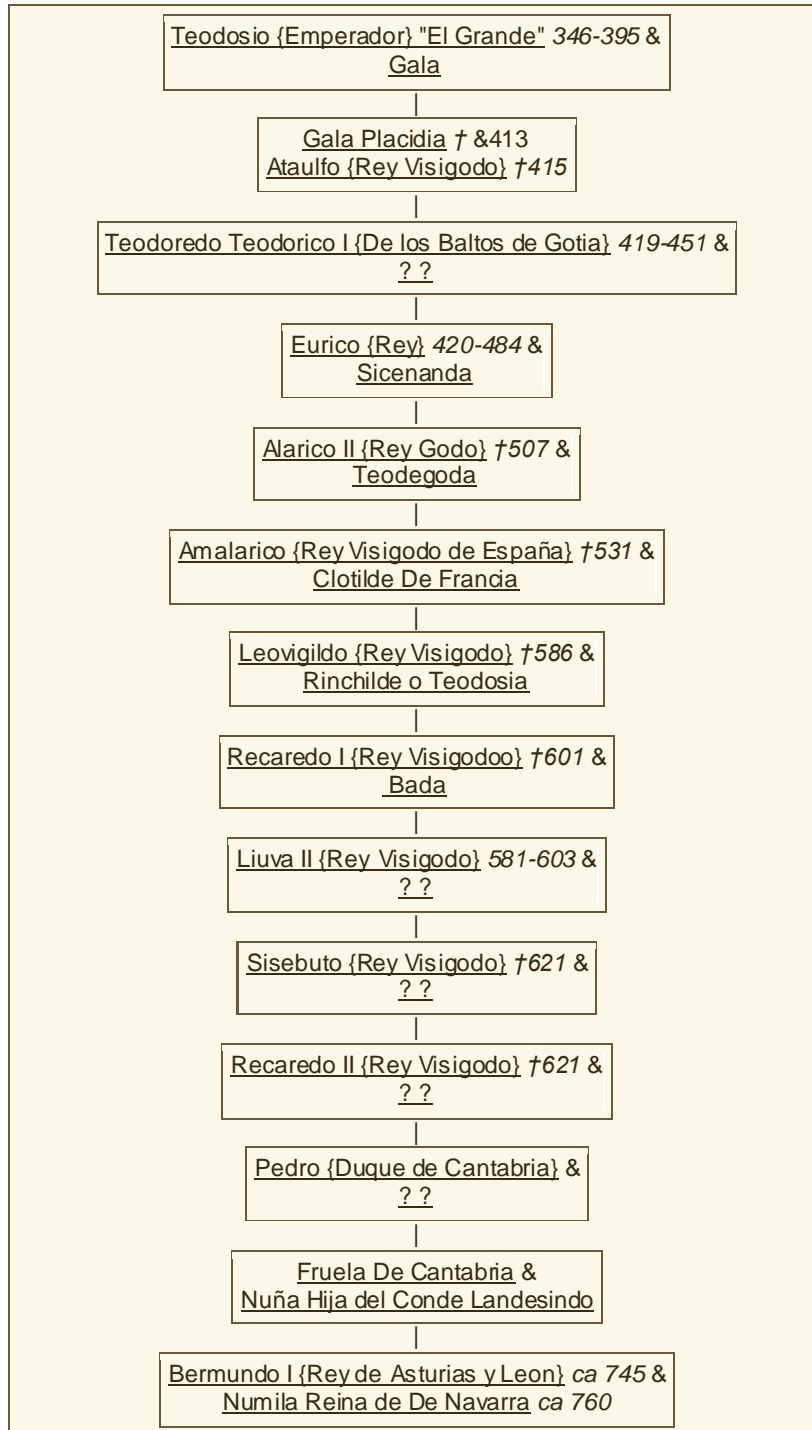 Teodosio {Emperador} "El Grande" 346-395 &
Gala
Gala Placidia † &413
Ataulfo {Rey Visigodo} †415
Teodoredo Teodorico I {De los Baltos de Gotia} 419-451 &
? ?
Eurico {Rey} 420-484 &
Sicenanda
Alarico II {Rey Godo} †507 &
Teodegoda
Amalarico {Rey Visigodo de España} †531 &
Clotilde De Francia
Leovigildo {Rey Visigodo} †586 &
Rinchilde o Teodosia
Recaredo I {Rey Visigodoo} †601 &
Bada
Liuva II {Rey Visigodo} 581-603 &
? ?
Sisebuto {Rey Visigodo} †621 &
? ?
Recaredo II {Rey Visigodo} †621 &
? ?
Pedro {Duque de Cantabria} &
? ?
Fruela De Cantabria &
Nuña Hija del Conde Landesindo
Bermundo I {Rey de Asturias y Leon} ca 745 &
Numila Reina de De Navarra ca 760